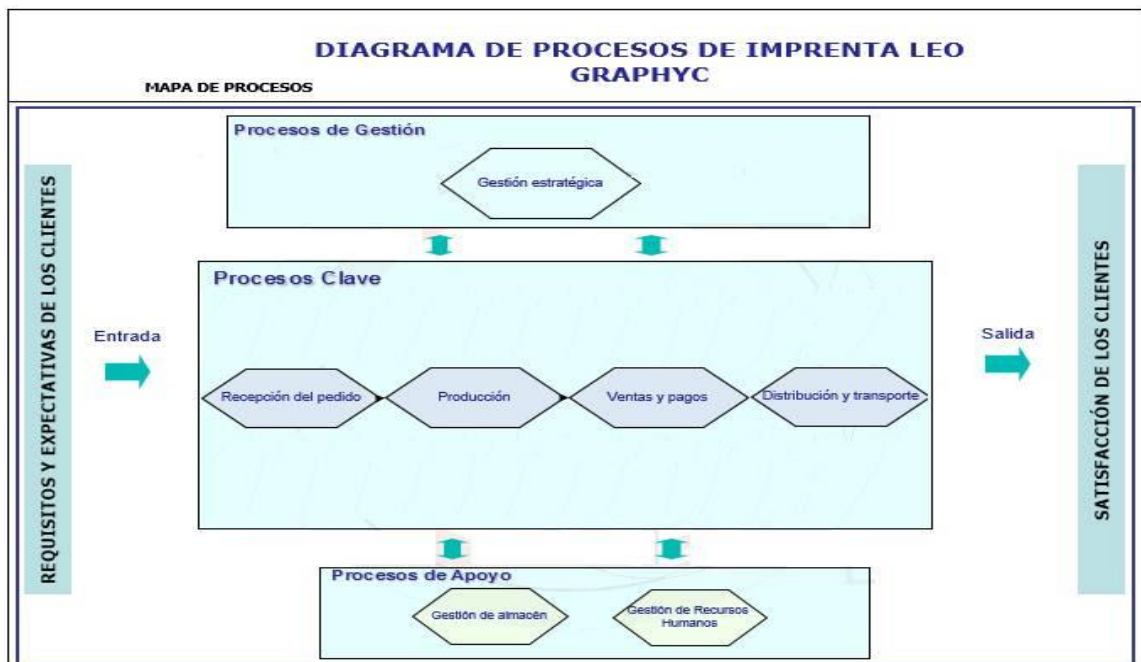 DIAGRAMA DE PROCESOS DE IMPRENTA LEO
GRAPHYC
MAPA DE PROCESOS
REQUISITOS Y EXPECTATIVAS DE LOS CLIENTES
Entrada
Procesos de Gestión
Gestión estratégica
Procesos Clave
Recepción del pedido
Producción
Ventas y pagos
Distribución y transporte
Procesos de Apoyo
Gestión de almacén
Gestión de Recursos
Humanos
Salida
SATISFACCIÓN DE LOS CLIENTES